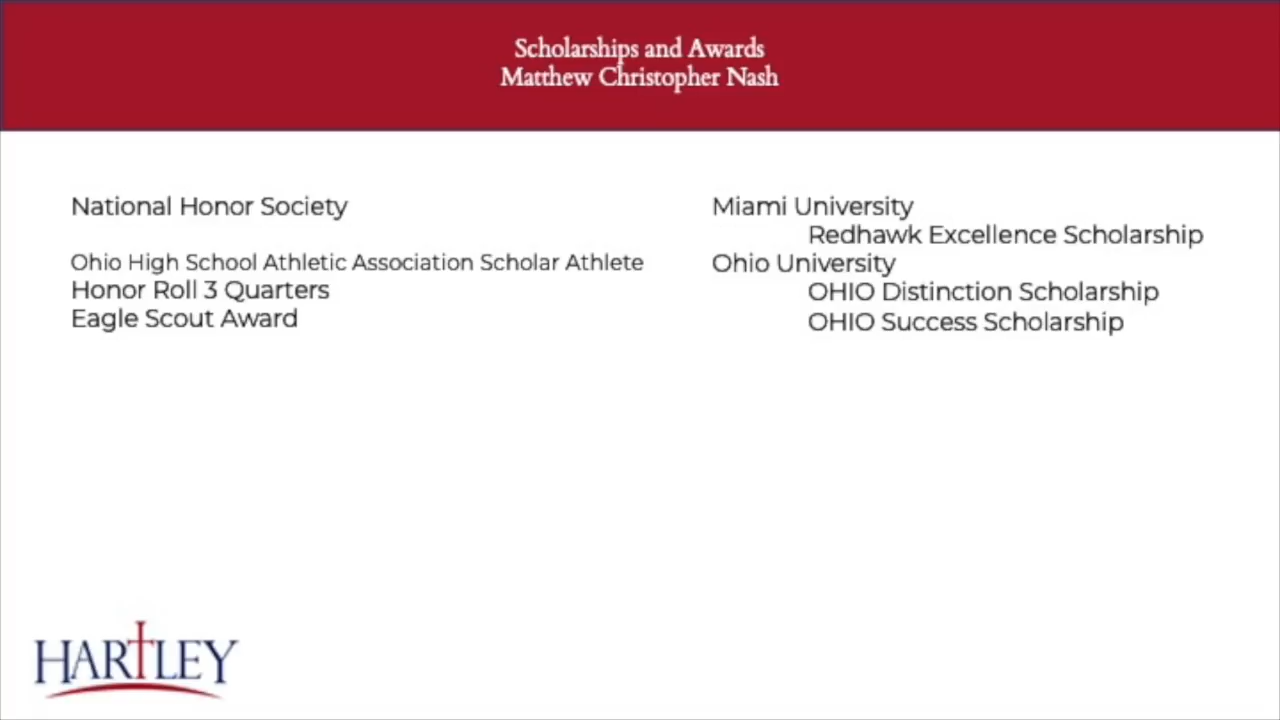 Scholarships and Awards
Matthew Christopher Nash
National Honor Society
Ohio High School Athletic Association Scholar Athlete
Honor Roll 3 Quarters
Eagle Scout Award
Miami University
Redhawk Excellence Scholarship
Ohio University
OHIO Distinction Scholarship
OHIO Success Scholarship
HARTLEY